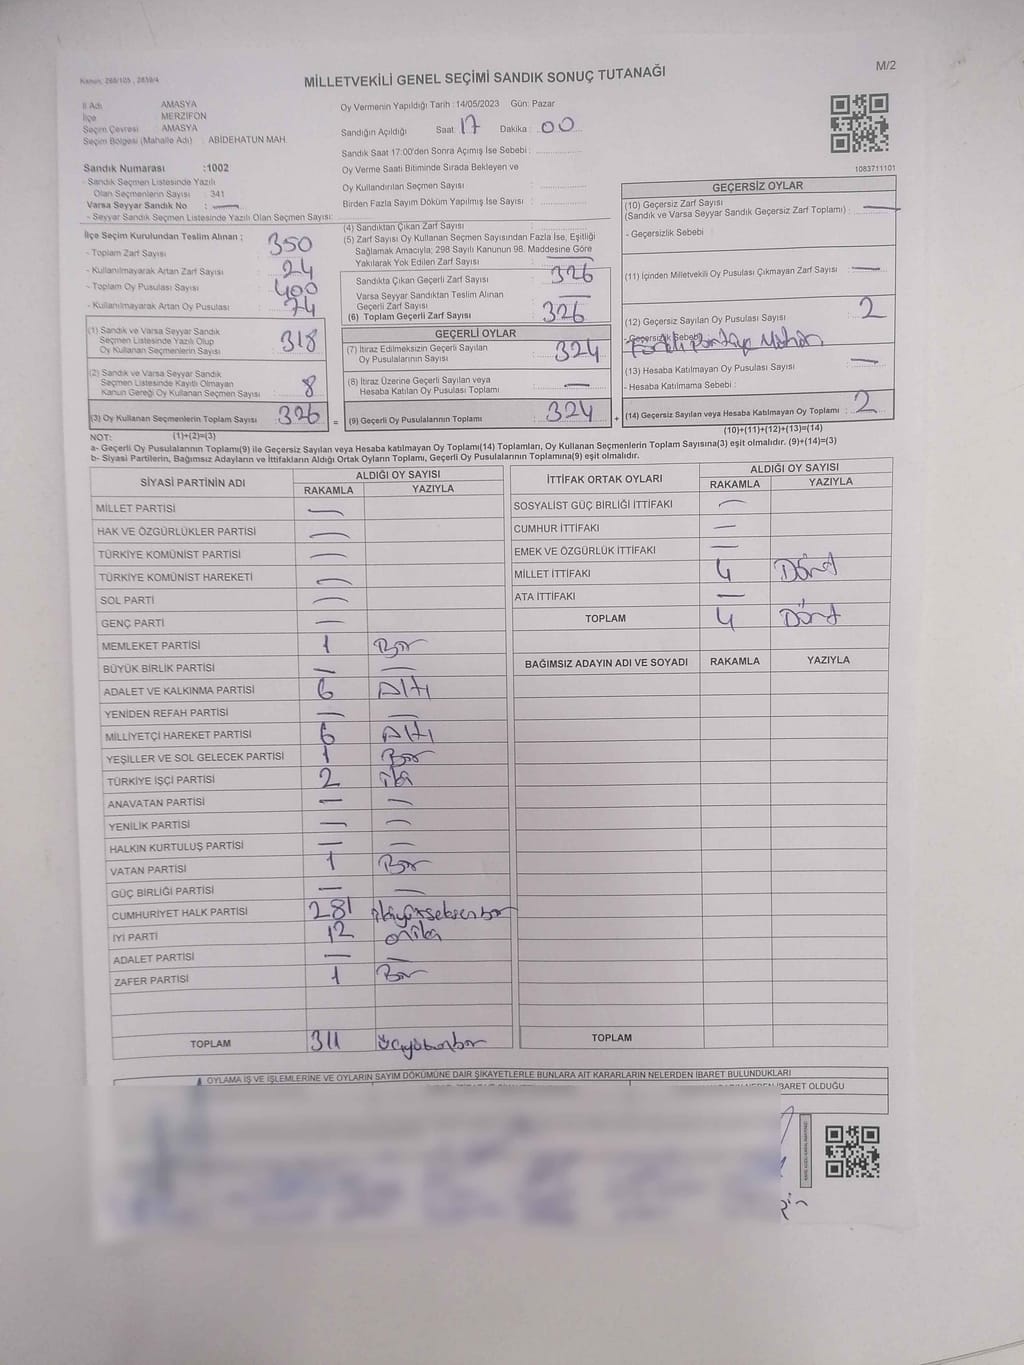 Kanun: 298/105 , 2839/4
MİLLETVEKİLİ GENEL SEÇİMİ SANDIK SONUÇ TUTANAĞI
M/2
İl Adı AMASYA
İlçe MERZİFON
Seçim Çevresi AMASYA
Seçim Bölgesi (Mahalle Adı) : ABİDEHATUN MAH
Sandık Numarası :1002
- Sandık Seçmen Listesinde Yazılı
Olan Seçmenlerin Sayısı : 341
Varsa Seyyar Sandık No : —
- Seyyar Sandık Seçmen Listesinde Yazılı Olan Seçmen Sayısı:
Oy Vermenin Yapıldığı Tarih :14/05/2023 Gün: Pazar
Sandığın Açıldığı Saat 17 Dakika : 00
Sandık Saat 17:00'den Sonra Açımış İse Sebebi :
Oy Verme Saati Bitiminde Sırada Bekleyen ve
Oy Kullandırılan Seçmen Sayısı :
Birden Fazla Sayım Döküm Yapılmış İse Sayısı :
1083711101
İlçe Seçim Kurulundan Teslim Alınan ;
- Toplam Zarf Sayısı : 350
- Kullanılmayarak Artan Zarf Sayısı : 24
- Toplam Oy Pusulası : 400
- Kullanılmayarak Artan Oy Pusulası : 74
(1) Sandık ve Varsa Seyyar Sandık
Seçmen Listesinde Yazılı Olup
Oy Kullanan Seçmenlerin Sayısı : 318
(2) Sandık ve Varsa Seyyar Sandık
Seçmen Listesinde Kayıtlı Olmayan
Kanun Gereği Oy Kullanan Seçmen Sayısı : 8
(3) Oy Kullanan Seçmenlerin Toplam Sayısı : 326
(4) Sandıktan Çıkan Zarf Sayısı :
(5) Zarf Sayısı Oy Kullanan Seçmen Sayısından Fazla İse, Eşitliği
Sağlamak Amacıyla; 298 Sayılı Kanunun 98. Maddesine Göre
Yakılarak Yok Edilen Zarf Sayısı : —
Sandıkta Çıkan Geçerli Zarf Sayısı : 326
Varsa Seyyar Sandıktan Teslim Alınan
Geçerli Zarf Sayısı : —
(6) Toplam Geçerli Zarf Sayısı : 326
GEÇERLİ OYLAR
(7) İtiraz Edilmeksizin Geçerli Sayılan
Oy Pusulalarının Sayısı : 324
(8) İtiraz Üzerine Geçerli Sayılan veya
Hesaba Katılan Oy Pusulası Toplamı : —
= (9) Geçerli Oy Pusulalarının Toplamı : 324
GEÇERSİZ OYLAR
(10) Geçersiz Zarf Sayısı
(Sandık ve Varsa Seyyar Sandık Geçersiz Zarf Toplamı) : —
- Geçersizlik Sebebi :
(11) İçinden Milletvekili Oy Pusulası Çıkmayan Zarf Sayısı : —
(12) Geçersiz Sayılan Oy Pusulası Sayısı : 2
-Geçersizlik Sebebi
(13) Hesaba Katılmayan Oy Pusulası Sayısı : —
- Hesaba Katılmama Sebebi :
+ (14) Geçersiz Sayılan veya Hesaba Katılmayan Oy Toplamı : 2
NOT: (1)+(2)=(3)
(10)+(11)+(12)+(13)=(14)
a- Geçerli Oy Pusulalarının Toplamı(9) ile Geçersiz Sayılan veya Hesaba katılmayan Oy Toplamı(14) Toplamları, Oy Kullanan Seçmenlerin Toplam Sayısına(3) eşit olmalıdır. (9)+(14)=(3)
b- Siyasi Partilerin, Bağımsız Adayların ve İttifakların Aldığı Ortak Oyların Toplamı, Geçerli Oy Pusulalarının Toplamına(9) eşit olmalıdır.
SİYASİ PARTİNİN ADI ALDIĞI OY SAYISI
RAKAMLA YAZIYLA
MİLLET PARTİSİ —
HAK VE ÖZGÜRLÜKLER PARTİSİ —
TÜRKİYE KOMÜNİST PARTİSİ —
TÜRKİYE KOMÜNİST HAREKETİ —
SOL PARTİ —
GENÇ PARTİ —
MEMLEKET PARTİSİ 1 Bir
BÜYÜK BİRLİK PARTİSİ — —
ADALET VE KALKINMA PARTİSİ 6 Altı
YENİDEN REFAH PARTİSİ — —
MİLLİYETÇİ HAREKET PARTİSİ 6 Altı
YEŞİLLER VE SOL GELECEK PARTİSİ 1 Bir
TÜRKİYE İŞÇİ PARTİSİ 2 iki
ANAVATAN PARTİSİ — —
YENİLİK PARTİSİ — —
HALKIN KURTULUŞ PARTİSİ — —
VATAN PARTİSİ 1 Bir
GÜÇ BİRLİĞİ PARTİSİ — —
CUMHURİYET HALK PARTİSİ 281 ikiyüzseksenbir
İYİ PARTİ 12 oniki
ADALET PARTİSİ — —
ZAFER PARTİSİ 1 Bir
TOPLAM 311 üçyüzonbir
İTTİFAK ORTAK OYLARI ALDIĞI OY SAYISI
RAKAMLA YAZIYLA
SOSYALİST GÜÇ BİRLİĞİ İTTİFAKI —
CUMHUR İTTİFAKI —
EMEK VE ÖZGÜRLÜK İTTİFAKI —
MİLLET İTTİFAKI 4 Dört
ATA İTTİFAKI —
TOPLAM 4 Dört
BAĞIMSIZ ADAYIN ADI VE SOYADI RAKAMLA YAZIYLA
TOPLAM
OYLAMA İŞ VE İŞLEMLERİNE VE OYLARIN SAYIM DÖKÜMÜNE DAİR ŞİKAYETLERLE BUNLARA AİT KARARLARIN NELERDEN İBARET BULUNDUKLARI
İBARET OLDUĞU